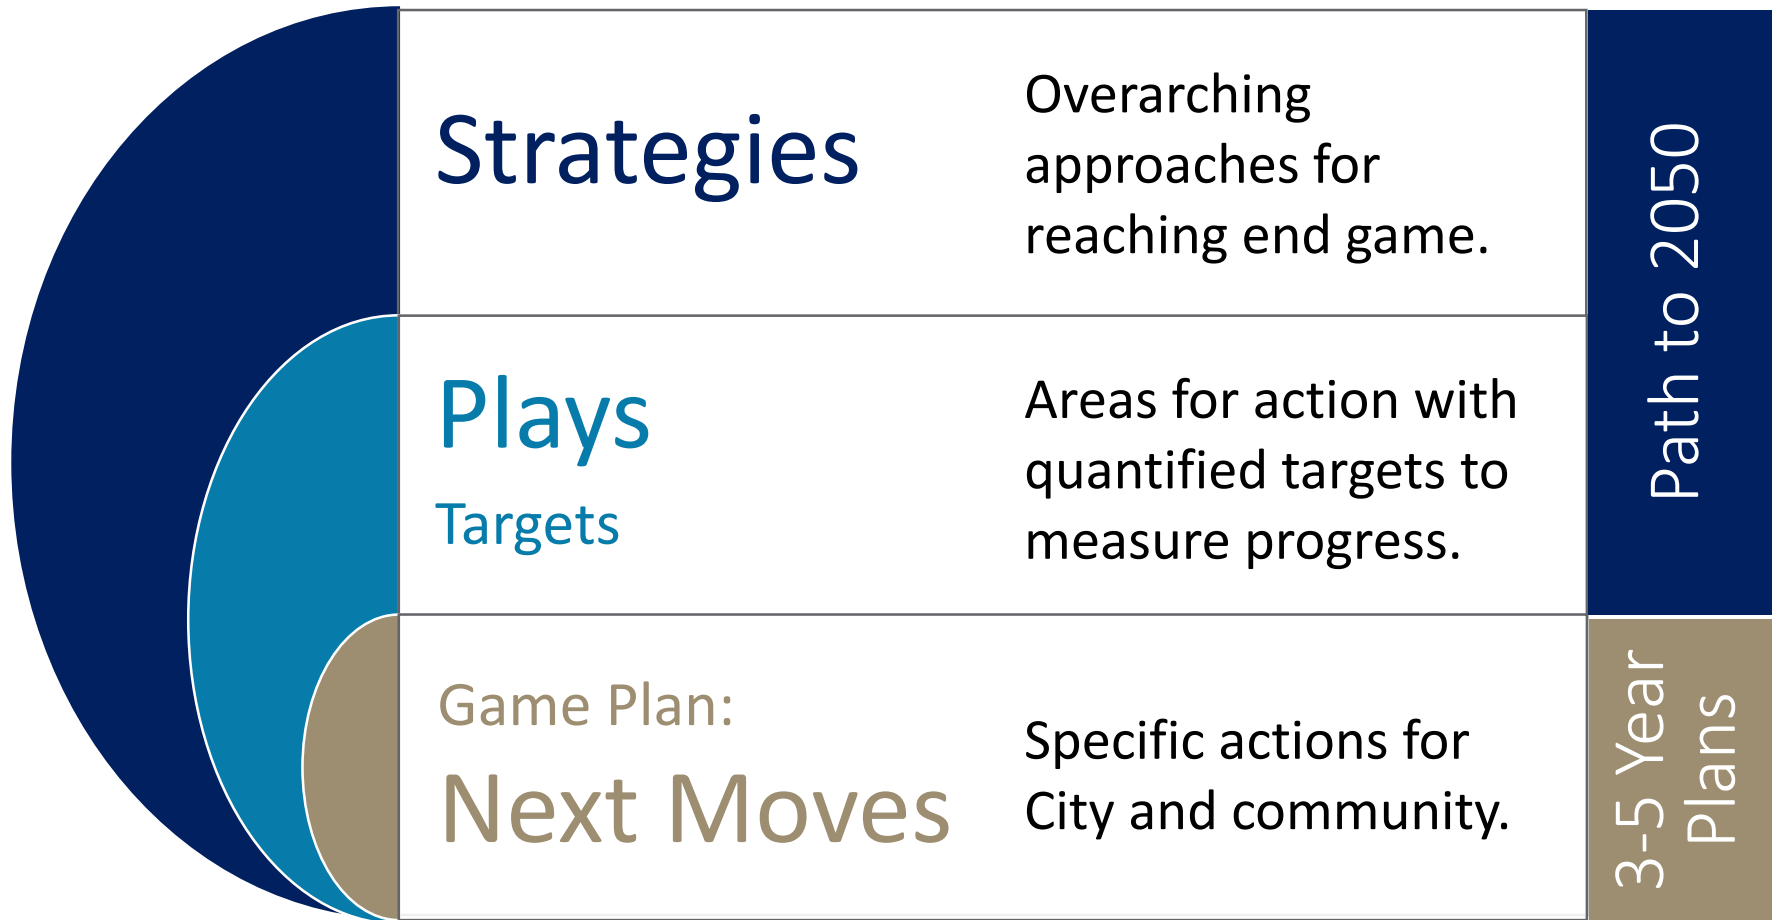 Strategies
Overarching
approaches for
reaching end game.
Plays
Targets
Areas for action with
quantified targets to
measure progress.
Game Plan:
Next Moves
Specific actions for
City and community.
Path to 2050
3-5 Year
Plans